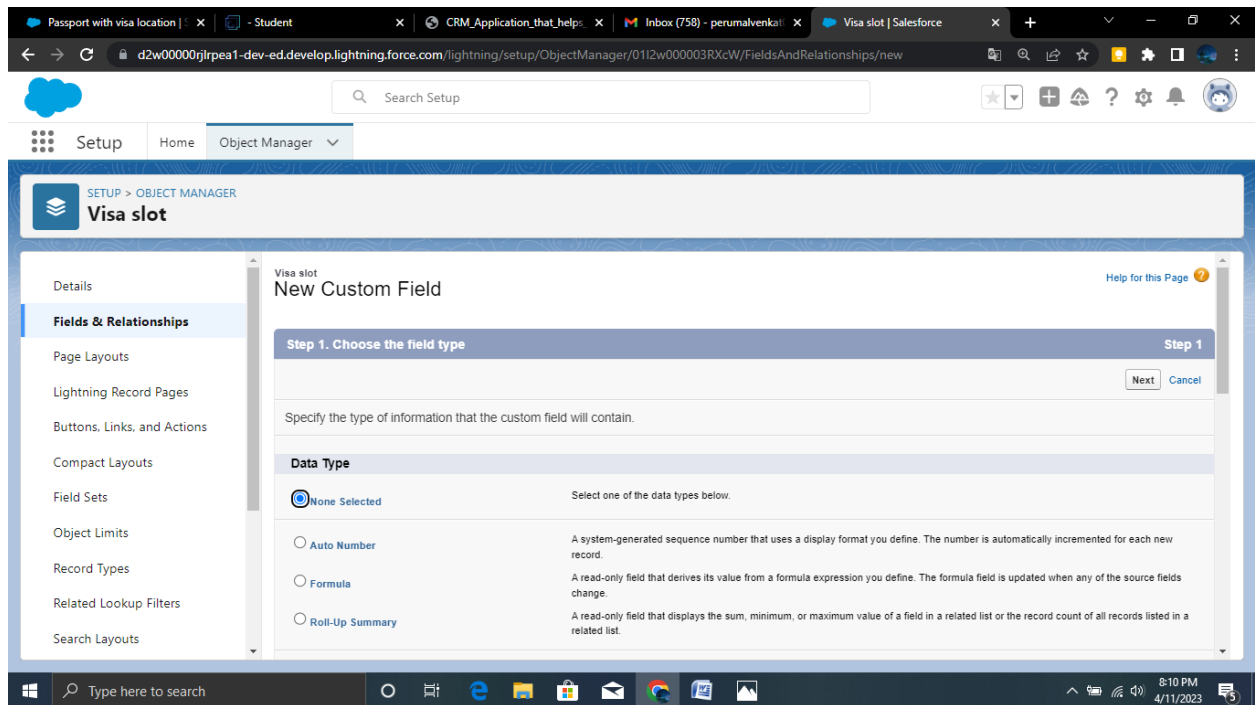 Passport with visa location | S
- Student
CRM_Application_that_helps_
Inbox (758) - perumalvenkat
Visa slot | Salesforce
d2w00000rjlrpea1-dev-ed.develop.lightning.force.com/lightning/setup/ObjectManager/01I2w000003RXcW/FieldsAndRelationships/new
Search Setup
Setup
Home
Object Manager
SETUP > OBJECT MANAGER
Visa slot
Details
Fields & Relationships
Page Layouts
Lightning Record Pages
Buttons, Links, and Actions
Compact Layouts
Field Sets
Object Limits
Record Types
Related Lookup Filters
Search Layouts
Visa slot
New Custom Field
Help for this Page
Step 1. Choose the field type
Step 1
Next Cancel
Specify the type of information that the custom field will contain.
Data Type
None Selected
Select one of the data types below.
Auto Number
A system-generated sequence number that uses a display format you define. The number is automatically incremented for each new
record.
Formula
A read-only field that derives its value from a formula expression you define. The formula field is updated when any of the source fields
change.
Roll-Up Summary
A read-only field that displays the sum, minimum, or maximum value of a field in a related list or the record count of all records listed in a
related list.
Type here to search
8:10 PM
4/11/2023
5